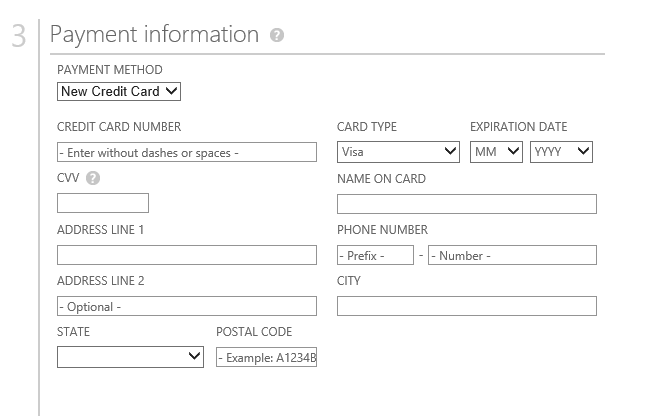 3 Payment information ?
PAYMENT METHOD
New Credit Card
CREDIT CARD NUMBER CARD TYPE EXPIRATION DATE
- Enter without dashes or spaces - Visa MM YYYY
CVV ? NAME ON CARD
ADDRESS LINE 1 PHONE NUMBER
- Prefix - - - Number -
ADDRESS LINE 2 CITY
- Optional -
STATE POSTAL CODE
- Example: A1234B